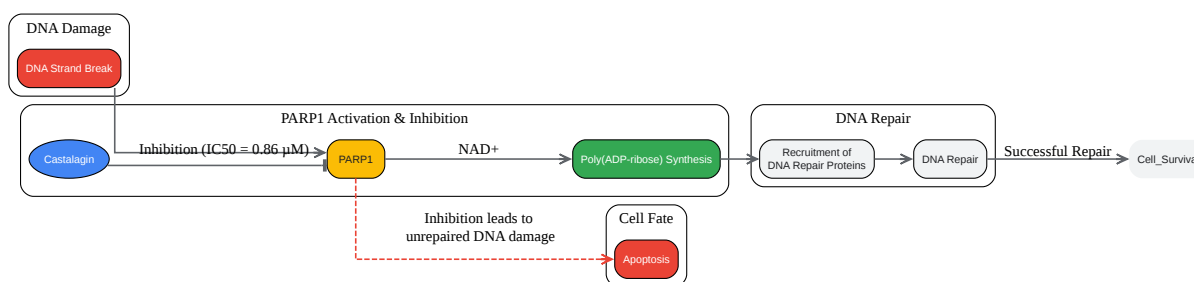 DNA Damage
DNA Strand Break
PARP1 Activation & Inhibition
Castalagin
Inhibition (IC50 = 0.86 µM)
PARP1
NAD+
Poly(ADP-ribose) Synthesis
DNA Repair
Recruitment of
DNA Repair Proteins
DNA Repair
Successful Repair
Cell_Surviva
Inhibition leads to
unrepaired DNA damage
Cell Fate
Apoptosis